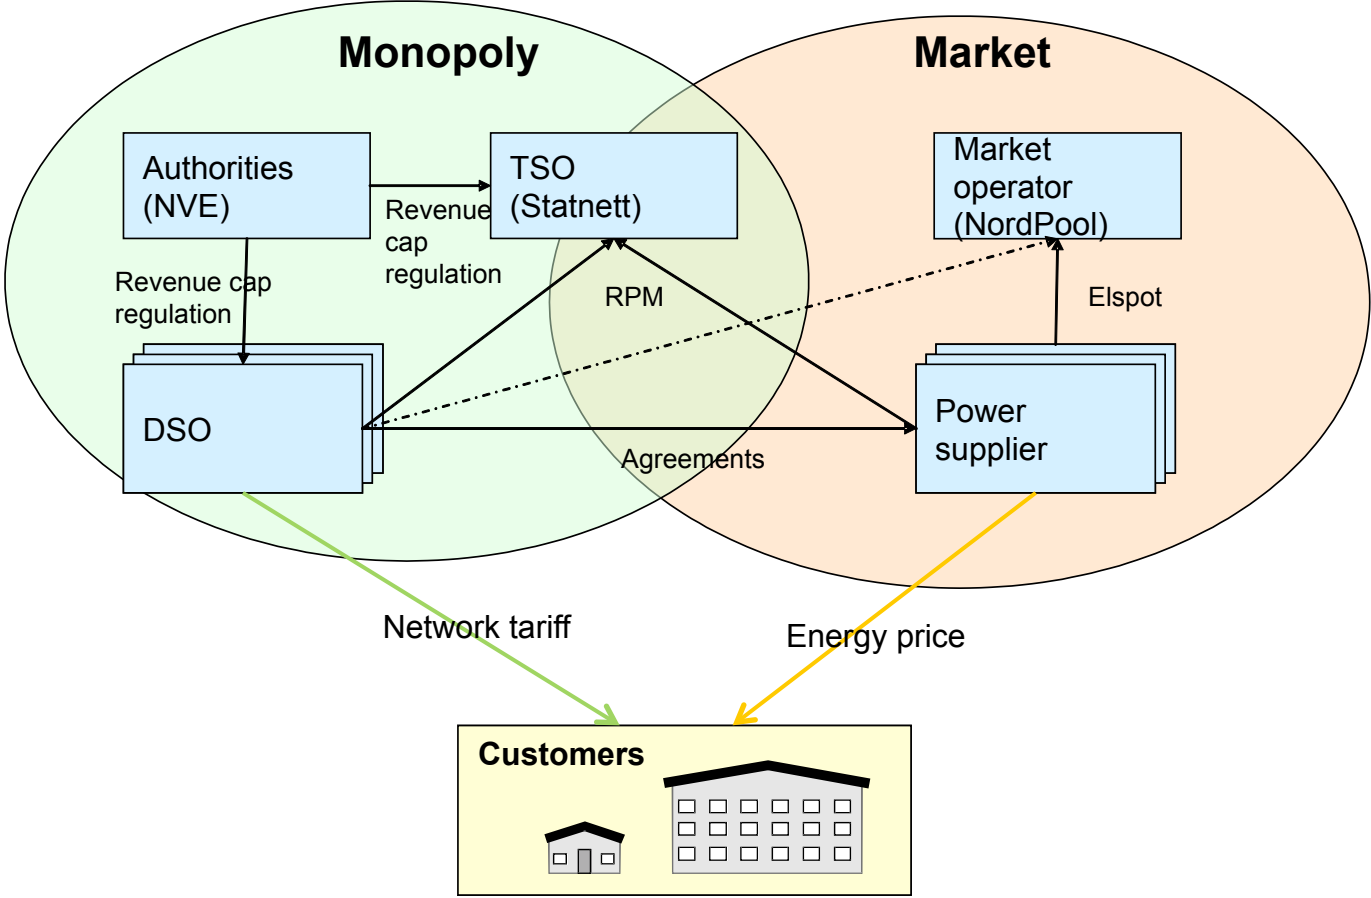 Monopoly
Market
Authorities
(NVE)
TSO
(Statnett)
Market
operator
(NordPool)
Revenue
cap
regulation
Revenue cap
regulation
RPM
Elspot
DSO
Power
supplier
Agreements
Network tariff
Energy price
Customers